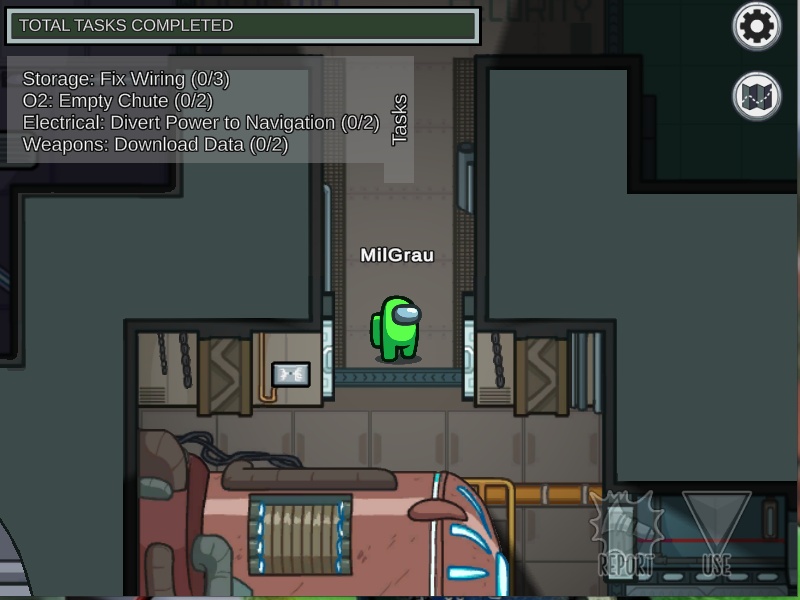 TOTAL TASKS COMPLETED
SECURITY
Storage: Fix Wiring (0/3)
O2: Empty Chute (0/2)
Electrical: Divert Power to Navigation (0/2)
Weapons: Download Data (0/2)
Tasks
MilGrau
REPORT
USE